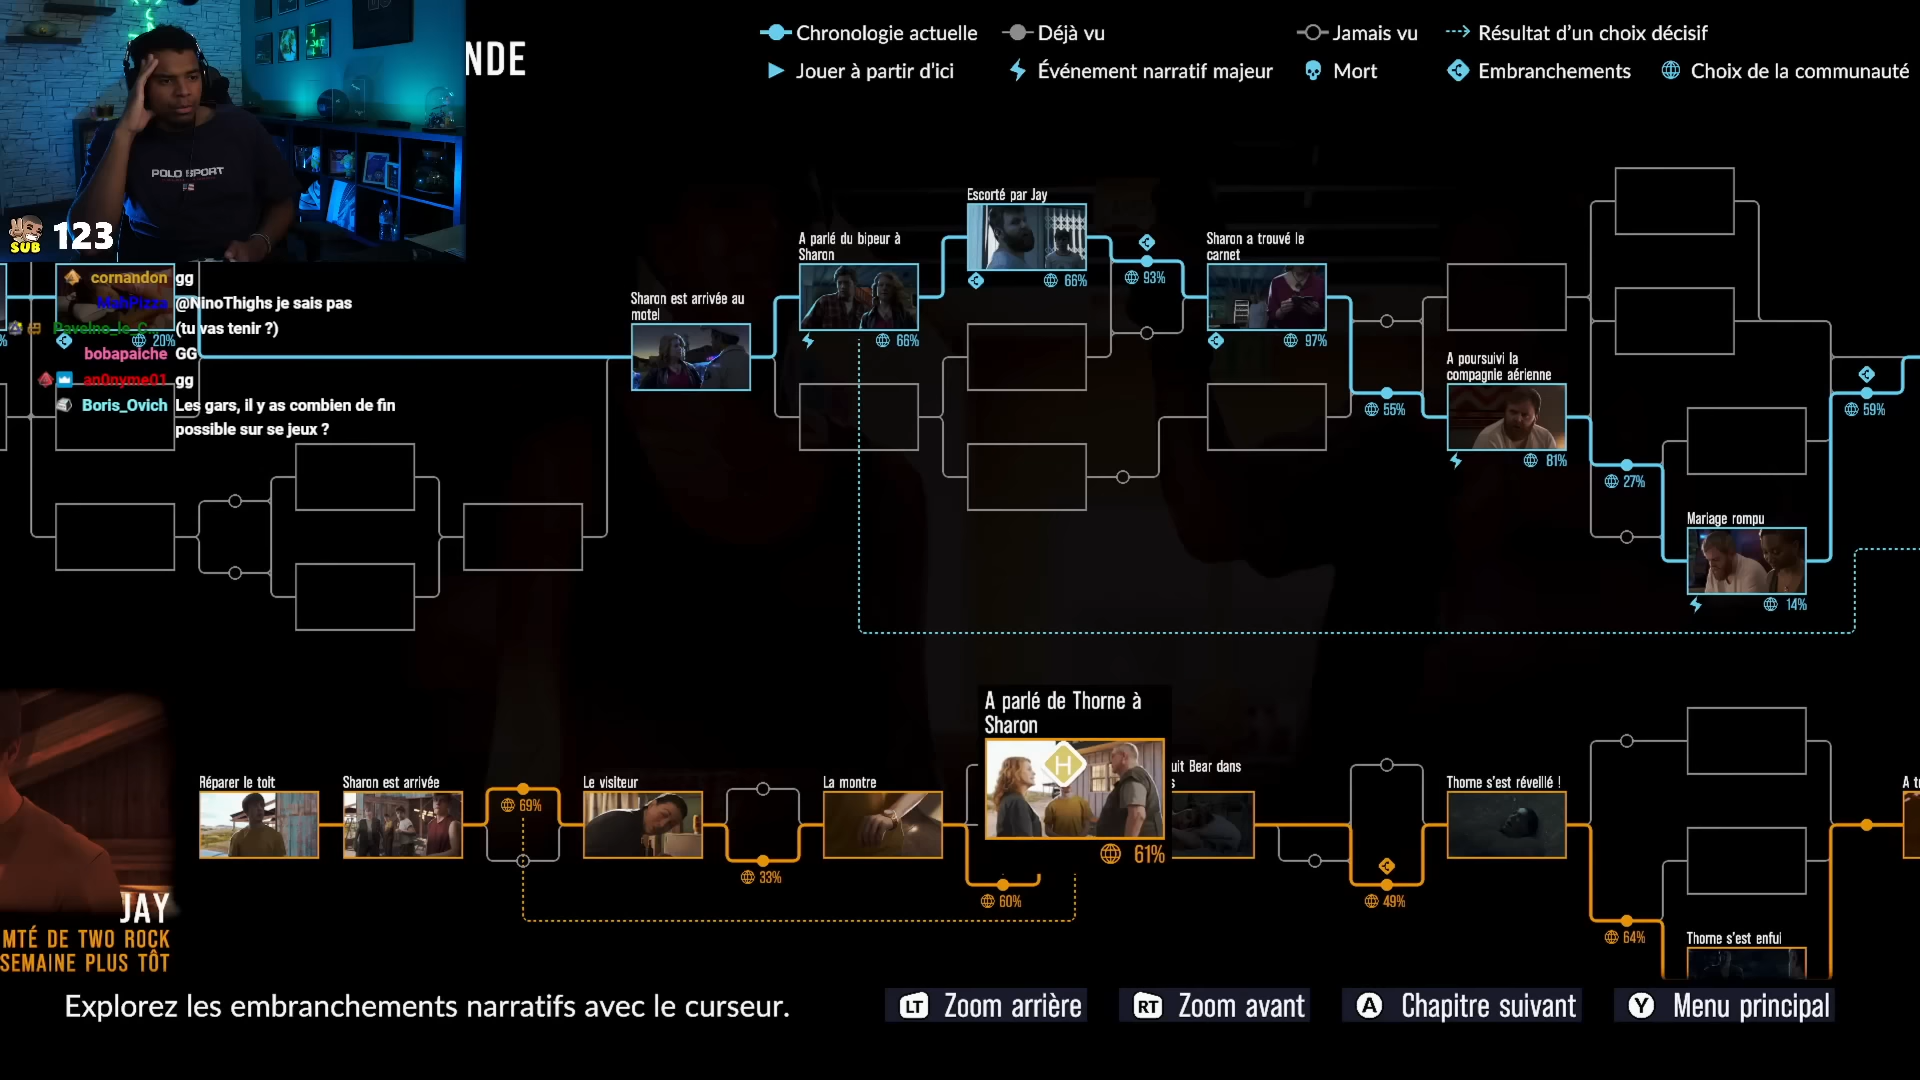 NDE
Chronologie actuelle
Déjà vu
Jamais vu
Résultat d'un choix décisif
Jouer à partir d'ici
Événement narratif majeur
Mort
Embranchements
Choix de la communauté
POLO SPORT
SUB 123
cornandon gg
MahPizza @NinoThighs je sais pas
(tu vas tenir ?)
bobapaiche GG
an0nyme01 gg
Boris_Ovich Les gars, il y as combien de fin
possible sur se jeux ?
%
20%
Sharon est arrivée au
motel
A parlé du bipeur à
Sharon
66%
Escorté par Jay
66%
93%
Sharon a trouvé le
carnet
97%
55%
A poursuivi la
compagnie aérienne
81%
27%
Mariage rompu
14%
59%
JAY
MTÉ DE TWO ROCK
SEMAINE PLUS TÔT
Réparer le toit
Sharon est arrivée
69%
Le visiteur
33%
La montre
60%
A parlé de Thorne à
Sharon
H
61%
uit Bear dans
s
49%
Thorne s'est réveillé !
64%
Thorne s'est enfui
A t
Explorez les embranchements narratifs avec le curseur.
LT Zoom arrière
RT Zoom avant
A Chapitre suivant
Y Menu principal